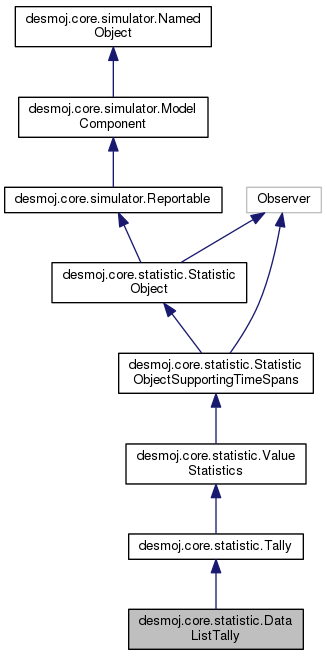 desmoj.core.simulator.Named
Object
desmoj.core.simulator.Model
Component
desmoj.core.simulator.Reportable
Observer
desmoj.core.statistic.Statistic
Object
desmoj.core.statistic.Statistic
ObjectSupportingTimeSpans
desmoj.core.statistic.Value
Statistics
desmoj.core.statistic.Tally
desmoj.core.statistic.Data
ListTally